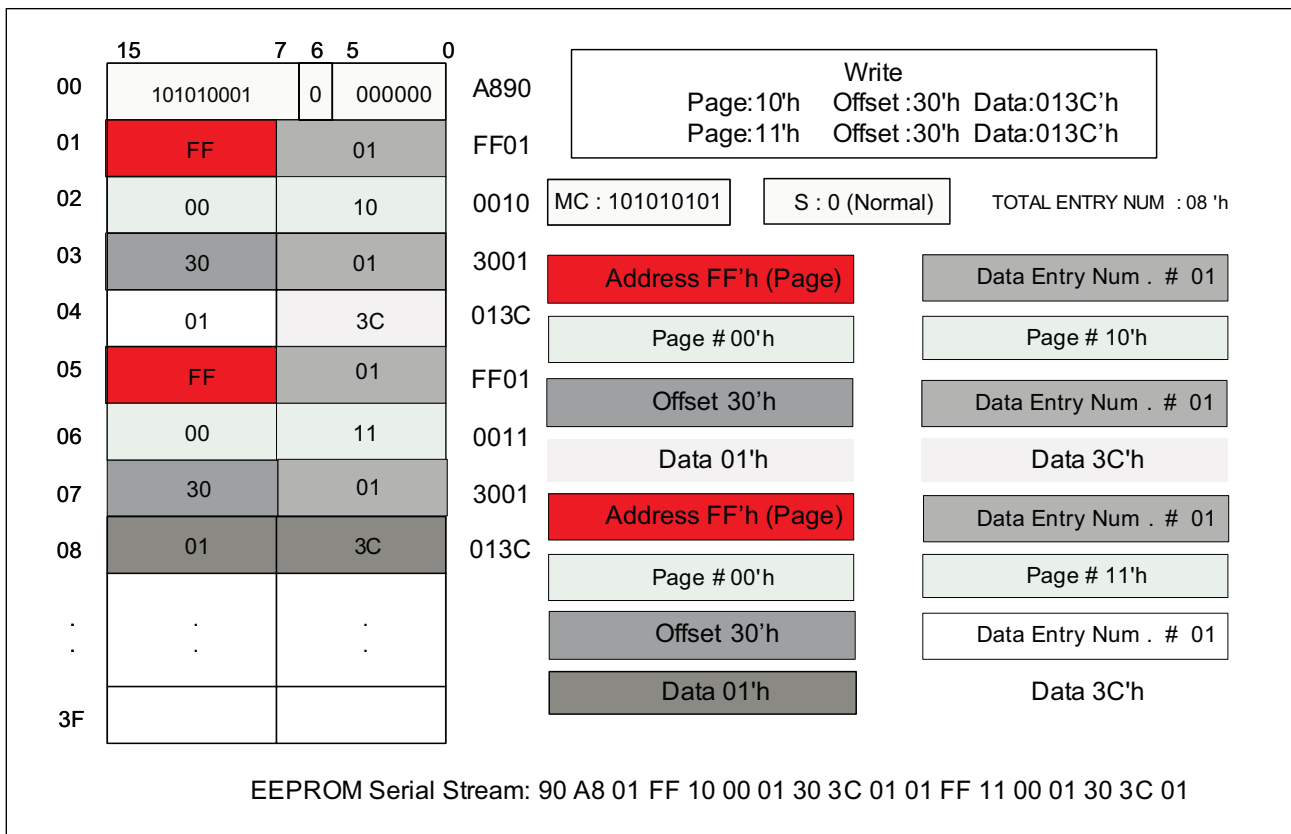 15 7 6 5 0
00 101010001 0 000000 A890
01 FF 01 FF01
02 00 10 0010
03 30 01 3001
04 01 3C 013C
05 FF 01 FF01
06 00 11 0011
07 30 01 3001
08 01 3C 013C
. . .
. . .
3F
Write
Page:10'h Offset :30'h Data:013C’h
Page:11'h Offset :30'h Data:013C’h
MC : 101010101 S : 0 (Normal) TOTAL ENTRY NUM : 08 'h
Address FF’h (Page) Data Entry Num . # 01
Page # 00'h Page # 10'h
Offset 30’h Data Entry Num . # 01
Data 01'h Data 3C'h
Address FF’h (Page) Data Entry Num . # 01
Page # 00'h Page # 11'h
Offset 30’h Data Entry Num . # 01
Data 01'h Data 3C'h
EEPROM Serial Stream: 90 A8 01 FF 10 00 01 30 3C 01 01 FF 11 00 01 30 3C 01